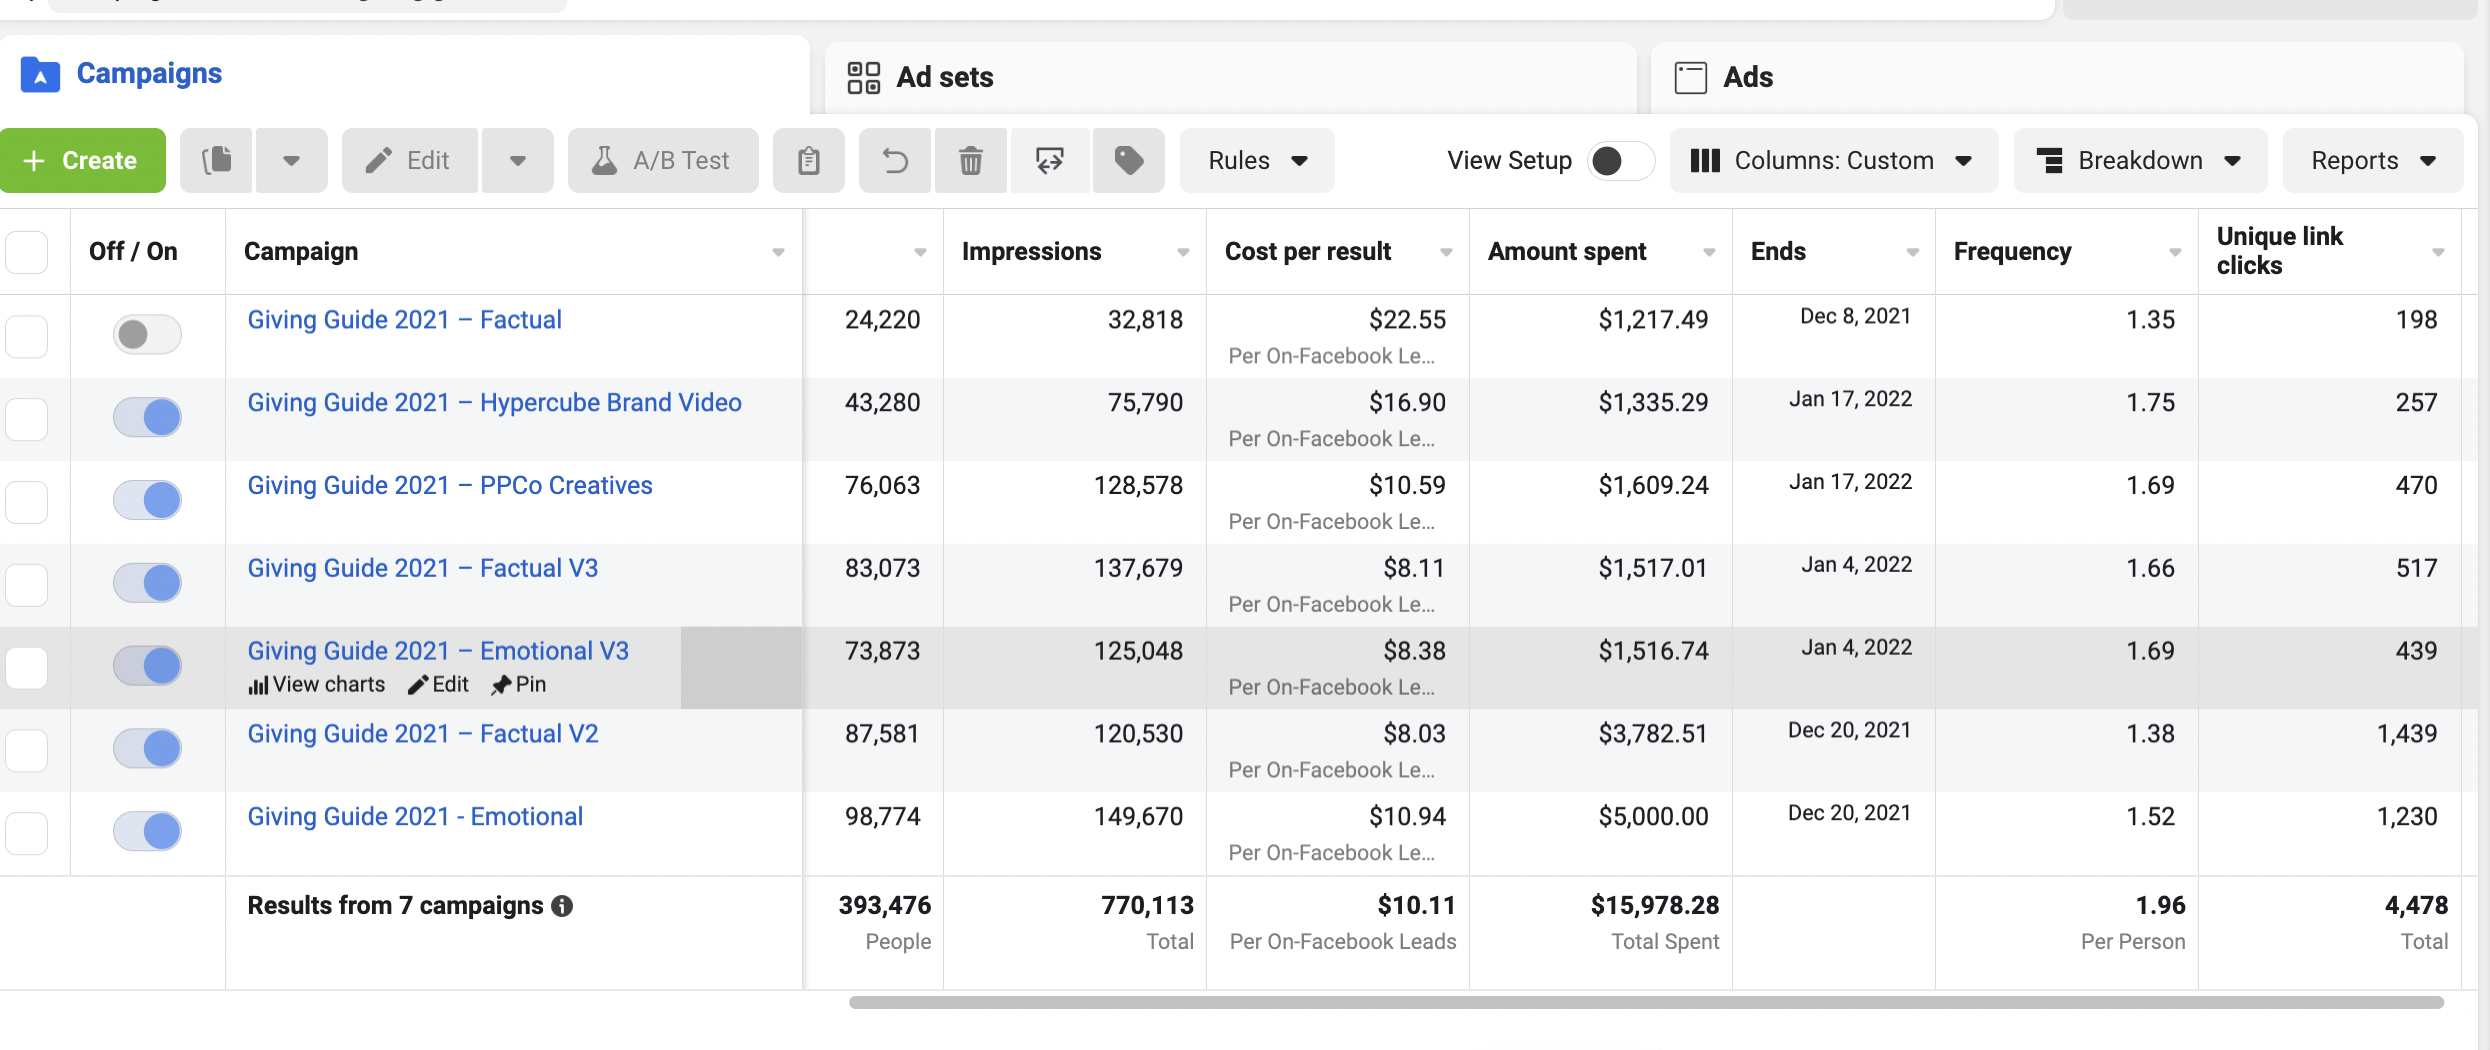 Campaigns
Ad sets
Ads
+ Create
Edit
A/B Test
Rules
View Setup
Columns: Custom
Breakdown
Reports
Off / On
Campaign
Impressions
Cost per result
Amount spent
Ends
Frequency
Unique link
clicks
Giving Guide 2021 – Factual 24,220 32,818 $22.55 $1,217.49 Dec 8, 2021 1.35 198
Per On-Facebook Le...
Giving Guide 2021 – Hypercube Brand Video 43,280 75,790 $16.90 $1,335.29 Jan 17, 2022 1.75 257
Per On-Facebook Le...
Giving Guide 2021 – PPCo Creatives 76,063 128,578 $10.59 $1,609.24 Jan 17, 2022 1.69 470
Per On-Facebook Le...
Giving Guide 2021 – Factual V3 83,073 137,679 $8.11 $1,517.01 Jan 4, 2022 1.66 517
Per On-Facebook Le...
Giving Guide 2021 – Emotional V3 73,873 125,048 $8.38 $1,516.74 Jan 4, 2022 1.69 439
View charts Edit Pin Per On-Facebook Le...
Giving Guide 2021 – Factual V2 87,581 120,530 $8.03 $3,782.51 Dec 20, 2021 1.38 1,439
Per On-Facebook Le...
Giving Guide 2021 - Emotional 98,774 149,670 $10.94 $5,000.00 Dec 20, 2021 1.52 1,230
Per On-Facebook Le...
Results from 7 campaigns 393,476 770,113 $10.11 $15,978.28 1.96 4,478
People Total Per On-Facebook Leads Total Spent Per Person Total